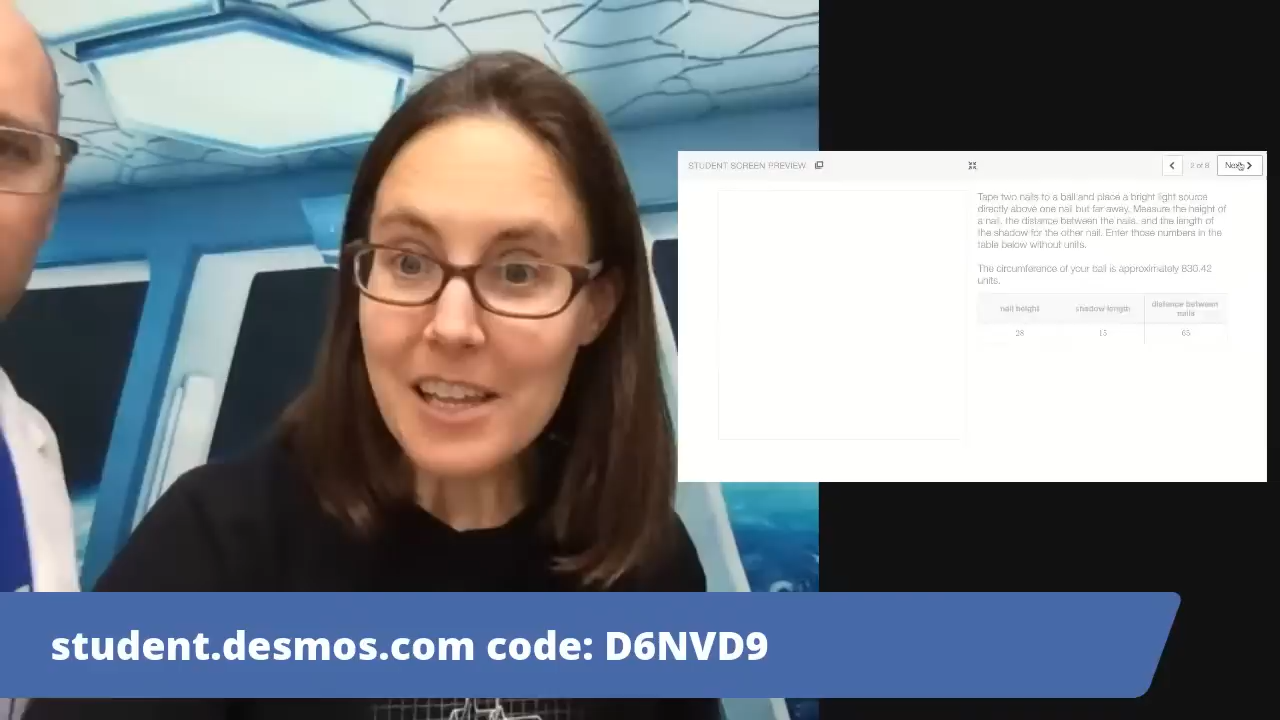 STUDENT SCREEN PREVIEW
2 of 8
Next
Tape two nails to a ball and place a bright light source
directly above one nail but far away. Measure the height of
a nail, the distance between the nails, and the length of
the shadow for the other nail. Enter those numbers in the
table below without units.
The circumference of your ball is approximately 830.42
units.
nail height shadow length distance between nails
28 15 65
student.desmos.com code: D6NVD9